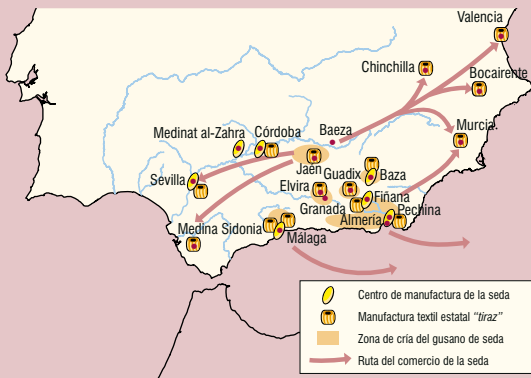 Valencia
Chinchilla
Bocairente
Medinat al-Zahra
Córdoba
Baeza
Murcia
Jaén
Sevilla
Elvira
Guadix
Baza
Granada
Fiñana
Medina Sidonia
Almería
Pechina
Málaga
Centro de manufactura de la seda
Manufactura textil estatal "tiraz"
Zona de cria del gusano de seda
Ruta del comercio de la seda